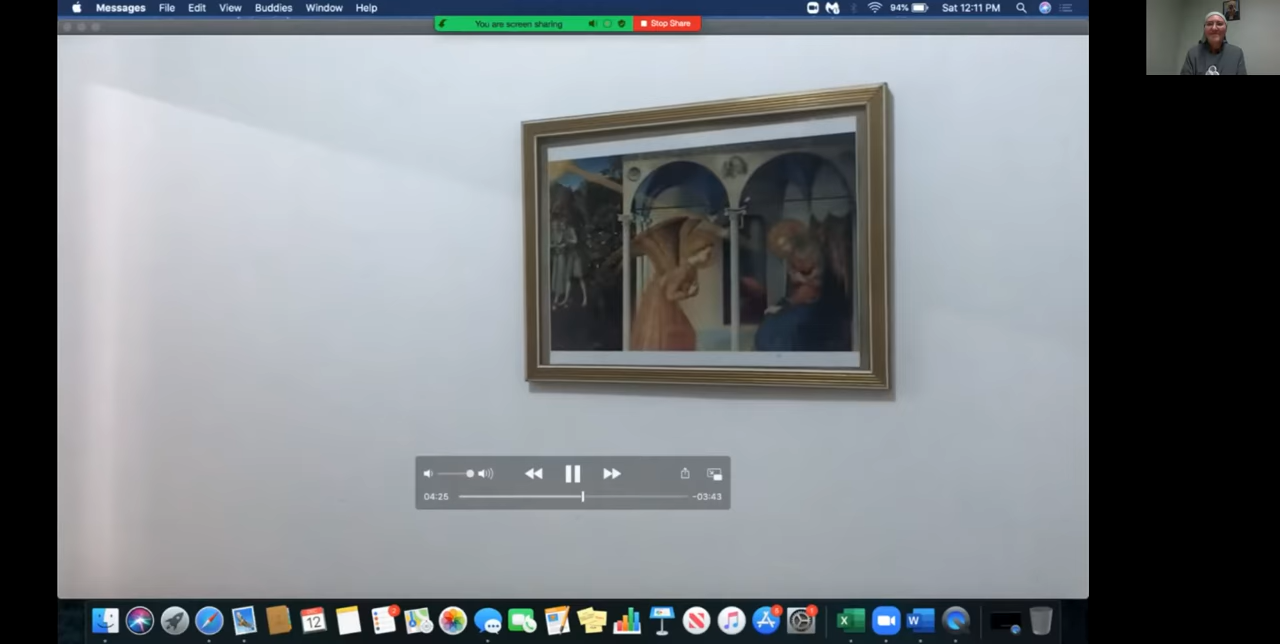 Messages File Edit View Buddies Window Help
94% Sat 12:11 PM
You are screen sharing
Stop Share
04:25
-03:43
12
W